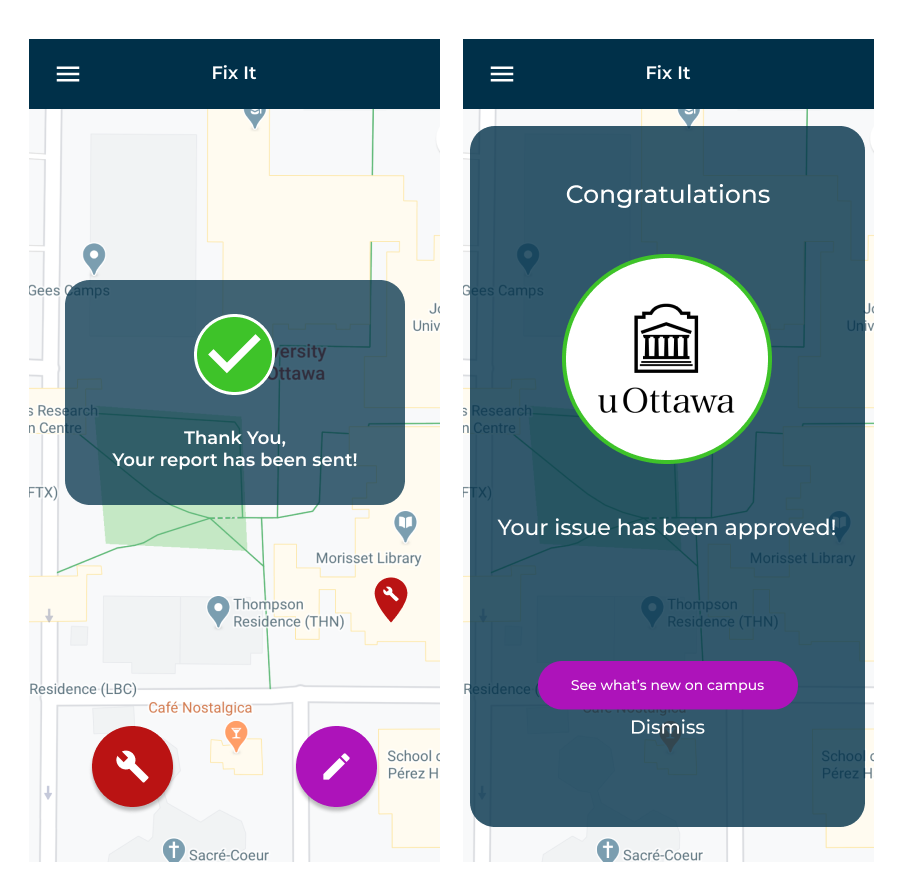 Fix It
Gees Camps
Jo
Univ
versity
Ottawa
s Research
n Centre
Thank You,
Your report has been sent!
FTX)
Morisset Library
Thompson
Residence (THN)
Residence (LBC)
Café Nostalgica
School o
Pérez H
Sacré-Coeur
Fix It
Congratulations
Gees Camps
Jo
Univ
uOttawa
s Research
n Centre
FTX)
Your issue has been approved!
Morisset Library
Thompson
Residence (THN)
Residence (
See what's new on campus
Café Nostalgica
Dismiss
School o
Pérez H
Sacré-Coeur